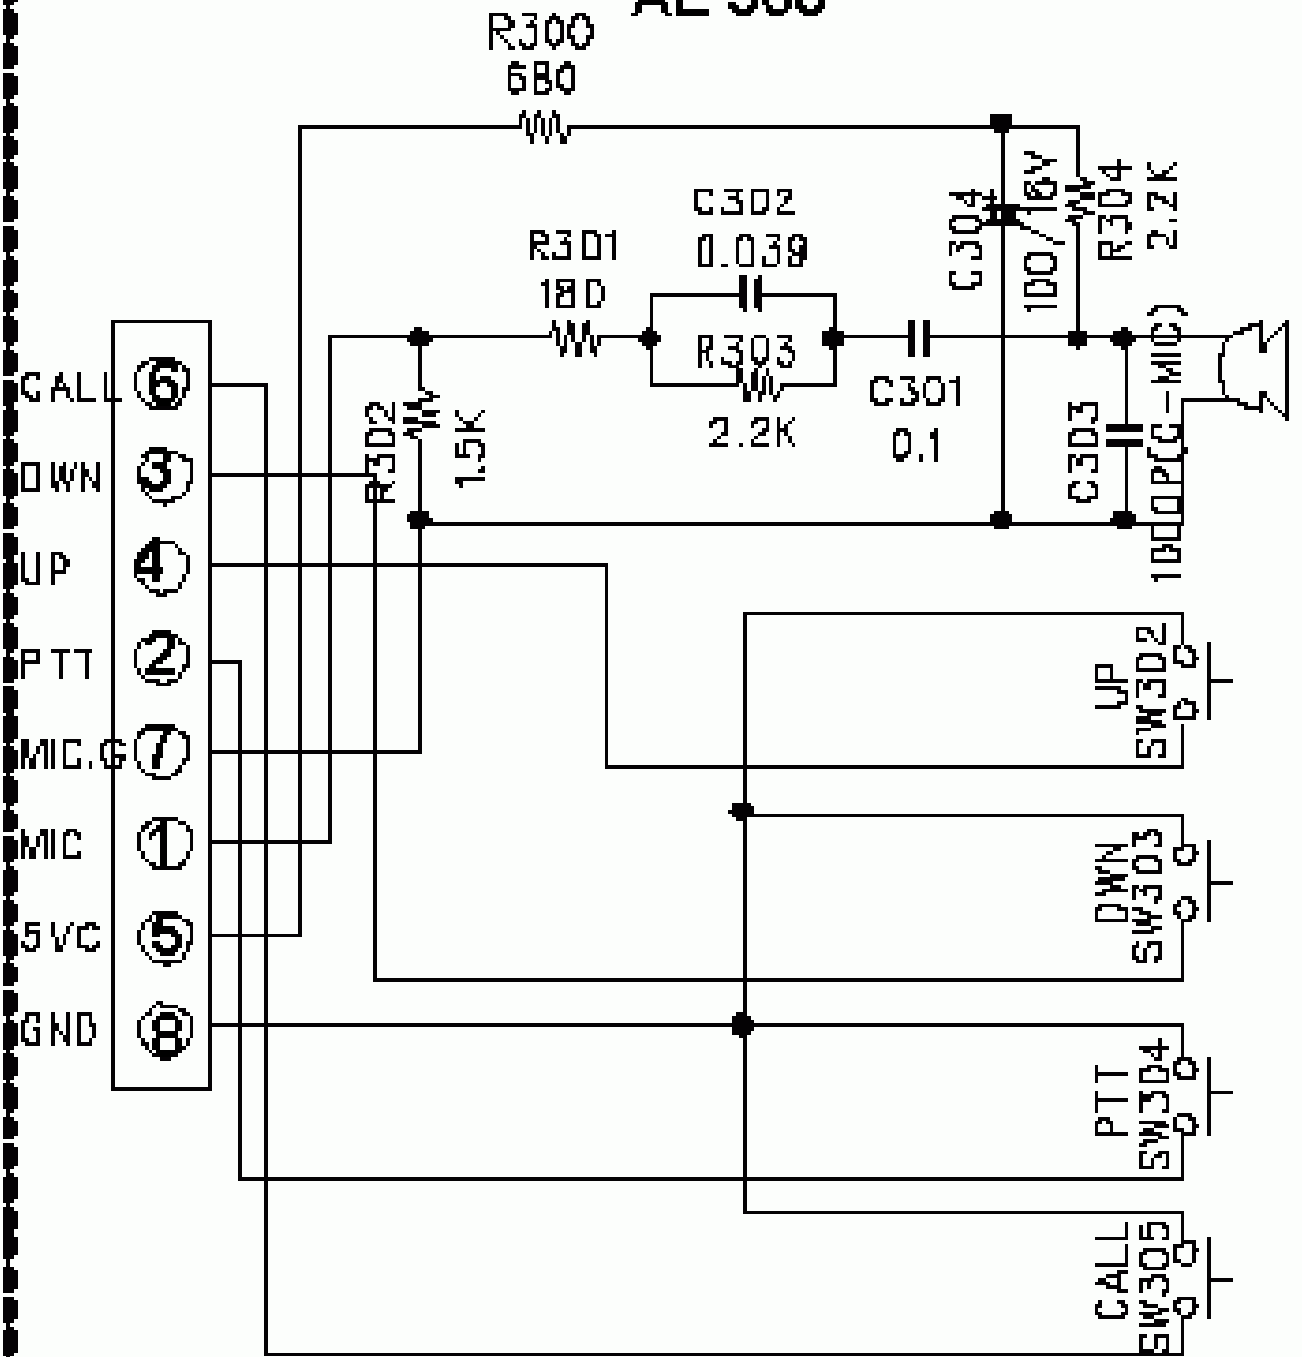 R300
680
C302
0.039
R301
180
C304
100/16V
R304
2.2K
R303
2.2K
C301
0.1
R302
1.5K
C303
1000P(C-MIC)
CALL 6
DWN 3
UP 4
PTT 2
MIC.G 7
MIC 1
5VC 5
GND 8
UP
SW302
DWN
SW303
PTT
SW304
CALL
SW305